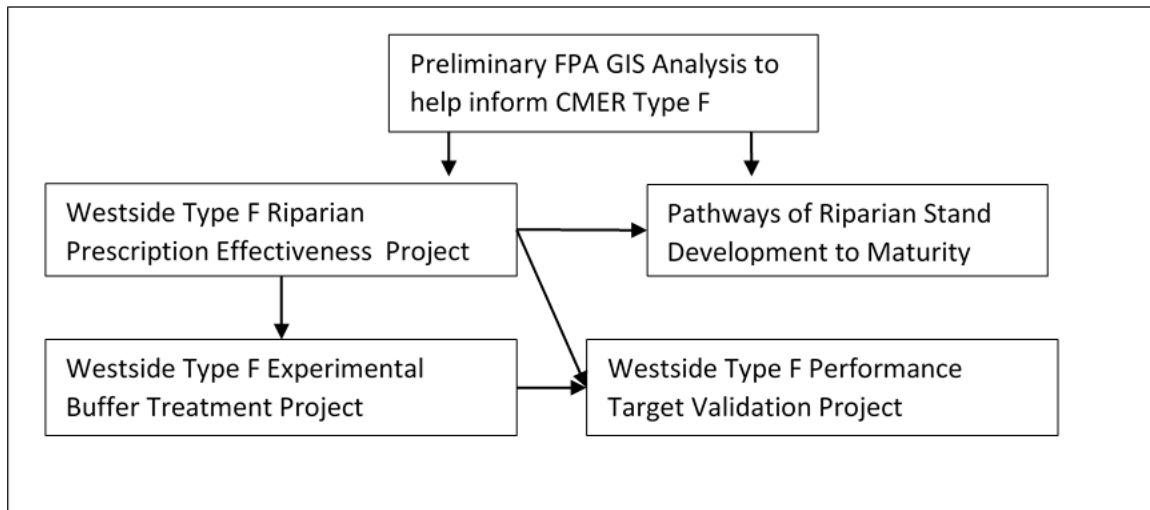 Preliminary FPA GIS Analysis to
help inform CMER Type F
Westside Type F Riparian
Prescription Effectiveness  Project
Pathways of Riparian Stand
Development to Maturity
Westside Type F Experimental
Buffer Treatment Project
Westside Type F Performance
Target Validation Project